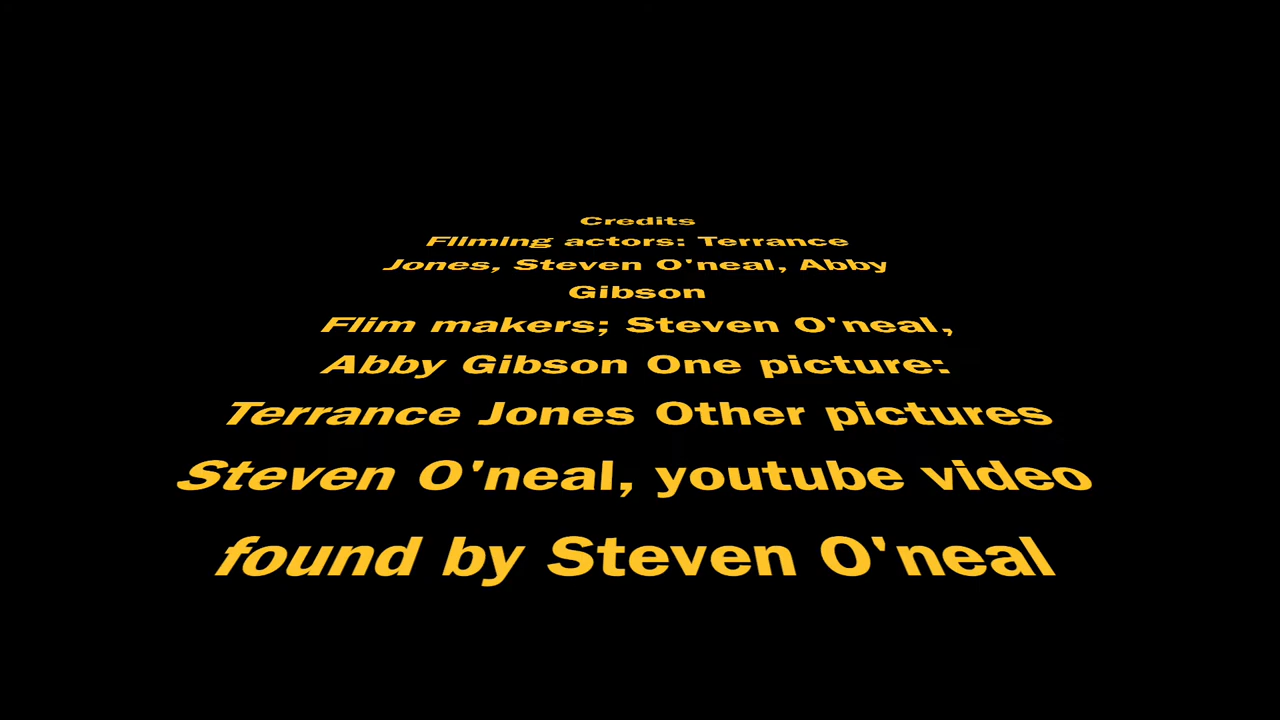 Credits
Fliming actors: Terrance
Jones, Steven O'neal, Abby
Gibson
Flim makers; Steven O'neal,
Abby Gibson One picture:
Terrance Jones Other pictures
Steven O'neal, youtube video
found by Steven O'neal